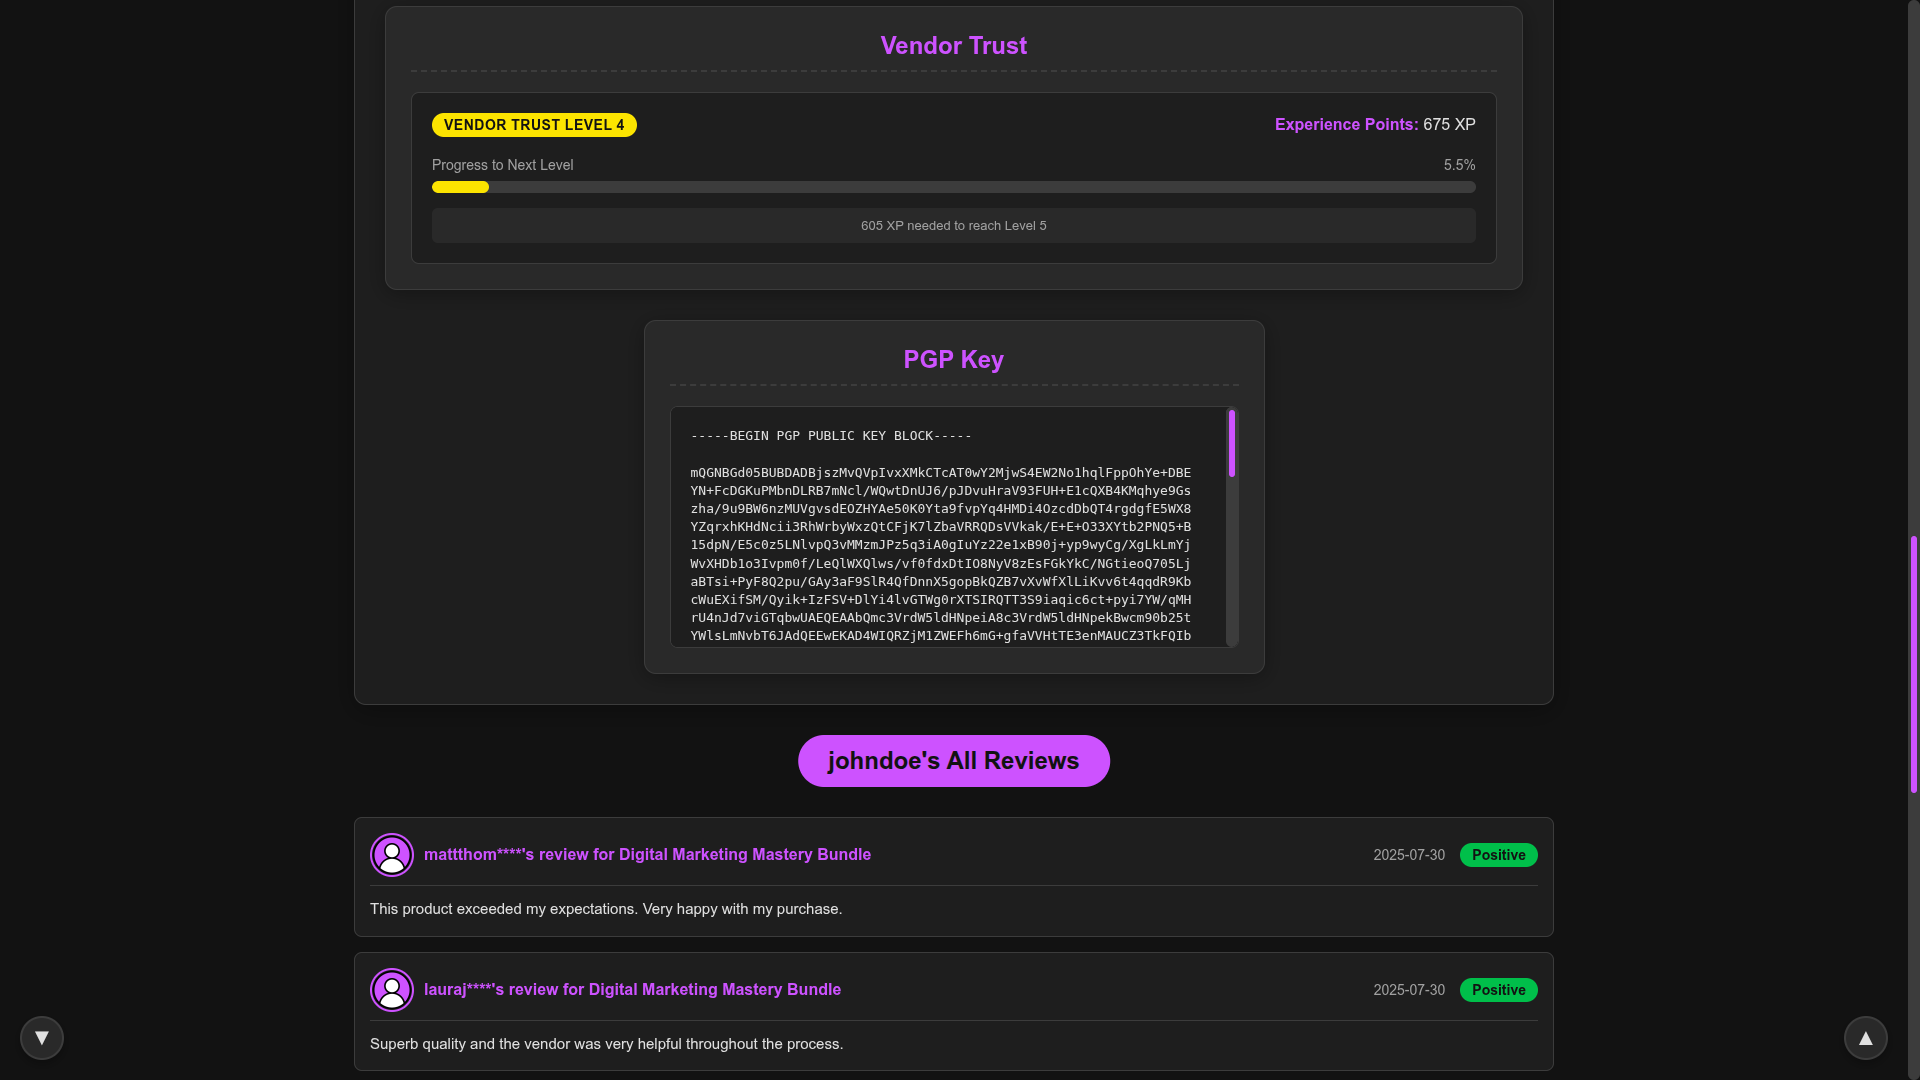 Vendor Trust
VENDOR TRUST LEVEL 4
Experience Points: 675 XP
Progress to Next Level
5.5%
605 XP needed to reach Level 5
PGP Key
-----BEGIN PGP PUBLIC KEY BLOCK-----
mQGNBGd05BUBDADBjszMvQVpIvxXMkCTcAT0wY2MjwS4EW2No1hqlFppOhYe+DBE
YN+FcDGKuPMbnDLRB7mNcl/WQwtDnUJ6/pJDvuHraV93FUH+E1cQXB4KMqhye9Gs
zha/9u9BW6nzMUVgvsdEOZHYAe50K0Yta9fvpYq4HMDi4OzcdDbQT4rgdgfE5WX8
YZqrxhKHdNcii3RhWrbyWxzQtCFjK7lZbaVRRQDsVVkak/E+E+O33XYtb2PNQ5+B
15dpN/E5c0z5LNlvpQ3vMMzmJPz5q3iA0gIuYz22e1xB90j+yp9wyCg/XgLkLmYj
WvXHDb1o3Ivpm0f/LeQlWXQlws/vf0fdxDtIO8NyV8zEsFGkYkC/NGtieoQ705Lj
aBTsi+PyF8Q2pu/GAy3aF9SlR4QfDnnX5gopBkQZB7vXvWfXlLiKvv6t4qqdR9Kb
cWuEXifSM/Qyik+IzFSV+DlYi4lvGTWg0rXTSIRQTT3S9iaqic6ct+pyi7YW/qMH
rU4nJd7viGTqbwUAEQEAAbQmc3VrdW5ldHNpeiA8c3VrdW5ldHNpekBwcm90b25t
YWlsLmNvbT6JAdQEEwEKAD4WIQRZjM1ZWEFh6mG+gfaVVHtTE3enMAUCZ3TkFQIb
johndoe's All Reviews
mattthom****'s review for Digital Marketing Mastery Bundle
2025-07-30
Positive
This product exceeded my expectations. Very happy with my purchase.
lauraj****'s review for Digital Marketing Mastery Bundle
2025-07-30
Positive
Superb quality and the vendor was very helpful throughout the process.